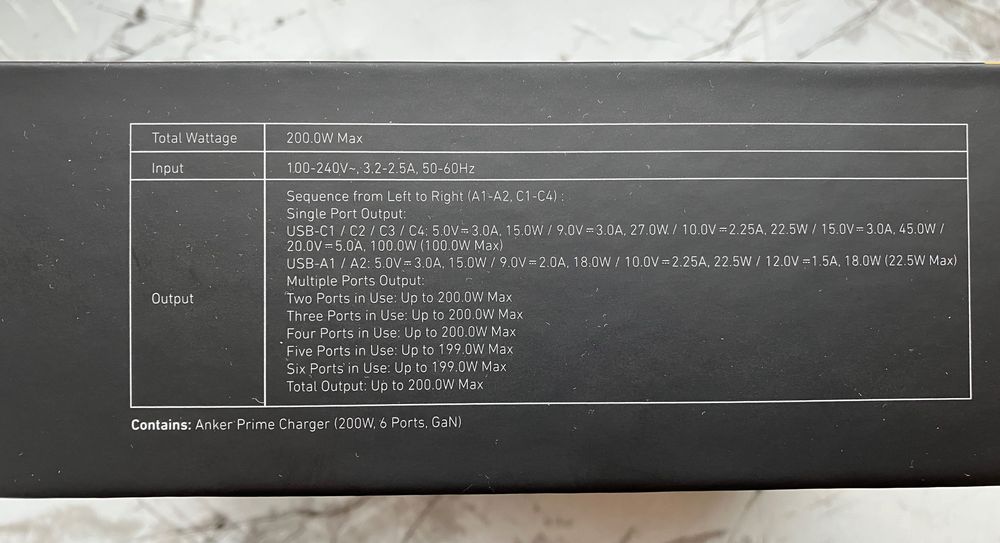 Total Wattage 200.0W Max
Input 100-240V~, 3.2-2.5A, 50-60Hz
Output
Sequence from Left to Right (A1-A2, C1-C4) :
Single Port Output:
USB-C1 / C2 / C3 / C4: 5.0V⎓3.0A, 15.0W / 9.0V⎓3.0A, 27.0W / 10.0V⎓2.25A, 22.5W / 15.0V⎓3.0A, 45.0W /
20.0V⎓5.0A, 100.0W (100.0W Max)
USB-A1 / A2: 5.0V⎓3.0A, 15.0W / 9.0V⎓2.0A, 18.0W / 10.0V⎓2.25A, 22.5W / 12.0V⎓1.5A, 18.0W (22.5W Max)
Multiple Ports Output:
Two Ports in Use: Up to 200.0W Max
Three Ports in Use: Up to 200.0W Max
Four Ports in Use: Up to 200.0W Max
Five Ports in Use: Up to 199.0W Max
Six Ports in Use: Up to 199.0W Max
Total Output: Up to 200.0W Max
Contains: Anker Prime Charger (200W, 6 Ports, GaN)